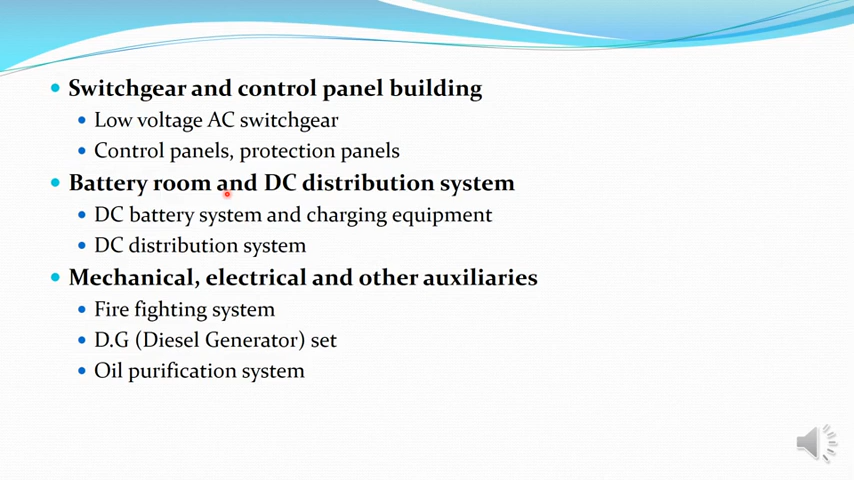 Switchgear and control panel building
Low voltage AC switchgear
Control panels, protection panels
Battery room and DC distribution system
DC battery system and charging equipment
DC distribution system
Mechanical, electrical and other auxiliaries
Fire fighting system
D.G (Diesel Generator) set
Oil purification system